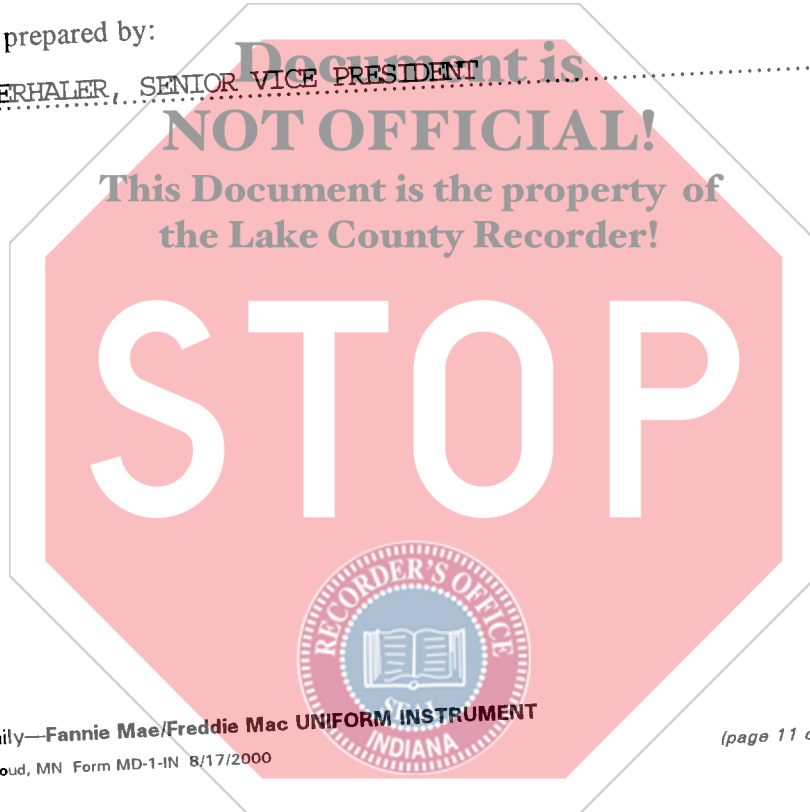 prepared by:
Document is
ERHALER, SENIOR VICE PRESIDENT
NOT OFFICIAL!
This Document is the property of
the Lake County Recorder!
STOP
RECORDER'S OFFICE
SEAL
INDIANA
ily—Fannie Mae/Freddie Mac UNIFORM INSTRUMENT
(page 11 o
oud, MN Form MD-1-IN 8/17/2000